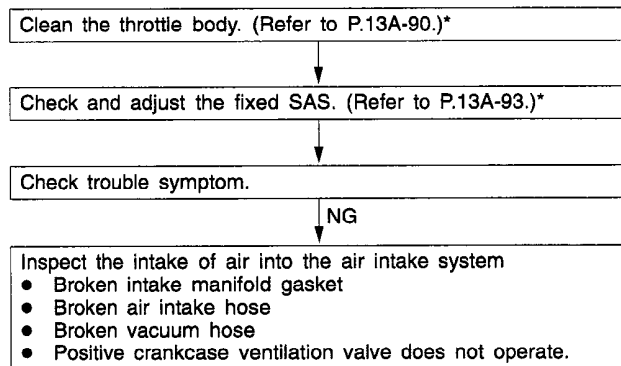 Clean the throttle body. (Refer to P.13A-90.)*
Check and adjust the fixed SAS. (Refer to P.13A-93.)*
Check trouble symptom.
NG
Inspect the intake of air into the air intake system
● Broken intake manifold gasket
● Broken air intake hose
● Broken vacuum hose
● Positive crankcase ventilation valve does not operate.